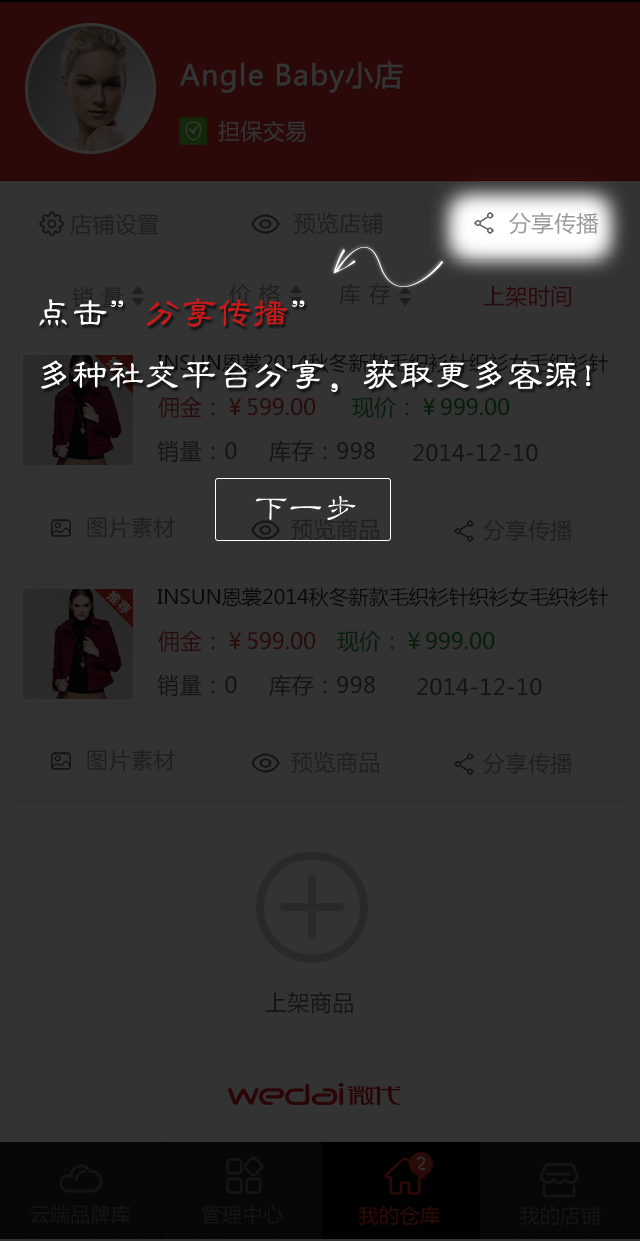 Angle Baby小店
担保交易
店铺设置 预览店铺 分享传播
销量 价格 库存 上架时间
点击”分享传播”
INSUN恩裳2014秋冬新款毛织衫针织衫女毛织衫针
多种社交平台分享，获取更多客源！
佣金：￥599.00 现价：￥999.00
销量：0 库存：998 2014-12-10
下一步
图片素材 预览商品 分享传播
推荐
INSUN恩裳2014秋冬新款毛织衫针织衫女毛织衫针
佣金：￥599.00 现价：￥999.00
销量：0 库存：998 2014-12-10
图片素材 预览商品 分享传播
上架商品
wedai微代
2
云端品牌库 管理中心 我的仓库 我的店铺